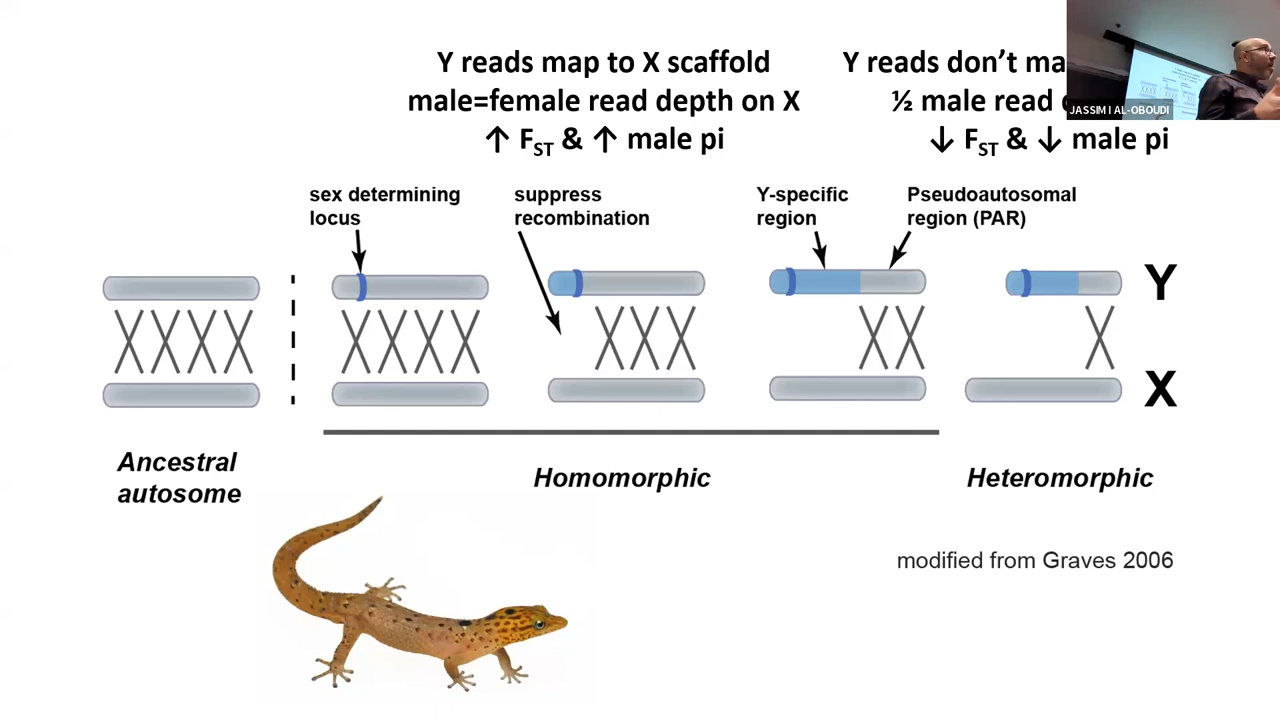 Y reads map to X scaffold
male=female read depth on X
↑ FST & ↑ male pi
Y reads don't
½ male read
↓ FST & ↓ male pi
JASSIM I AL-OBOUDI
sex determining
locus
suppress
recombination
Y-specific
region
Pseudoautosomal
region (PAR)
Y
X
Ancestral
autosome
Homomorphic
Heteromorphic
modified from Graves 2006